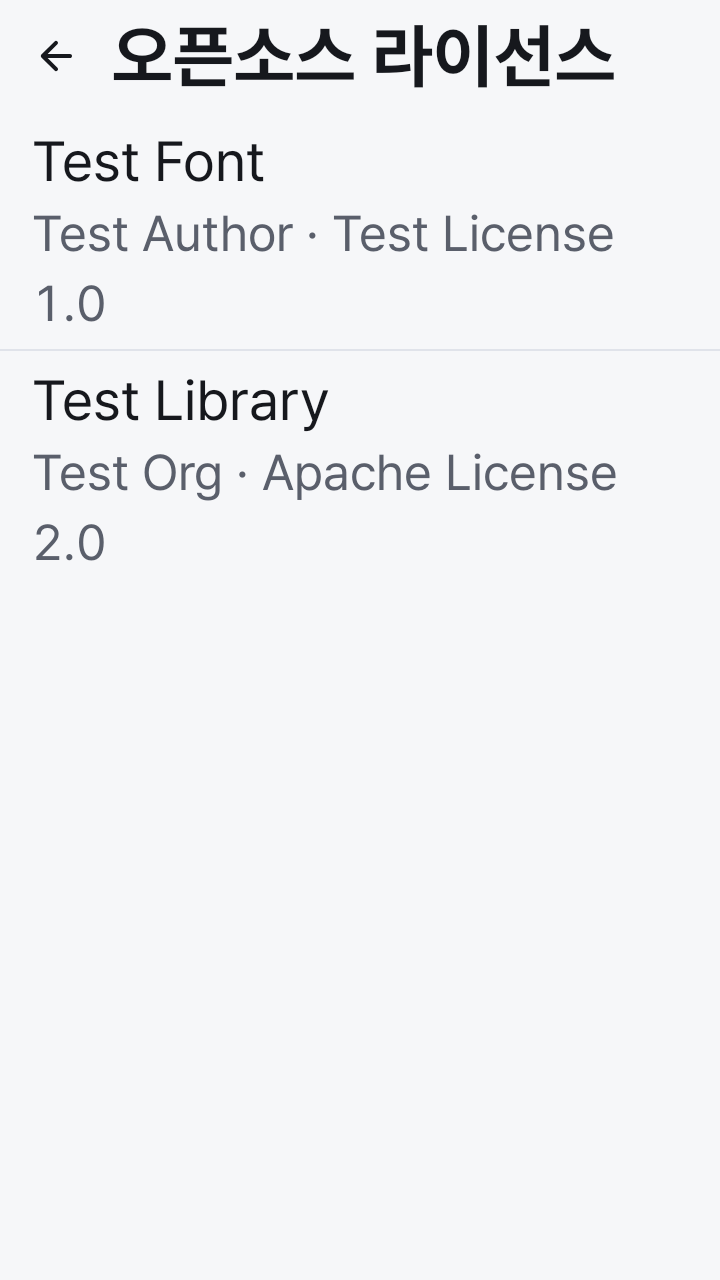 오픈소스 라이선스
Test Font
Test Author · Test License
1.0
Test Library
Test Org · Apache License
2.0